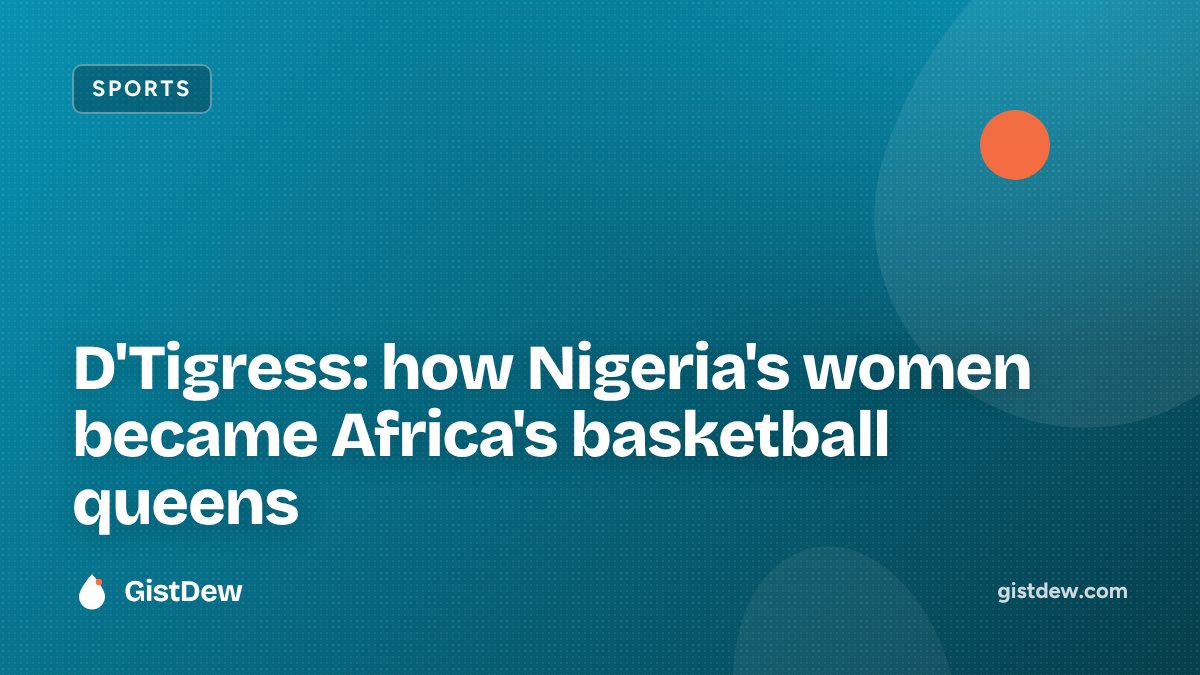 SPORTS
D'Tigress: how Nigeria's women
became Africa's basketball
queens
GistDew
gistdew.com